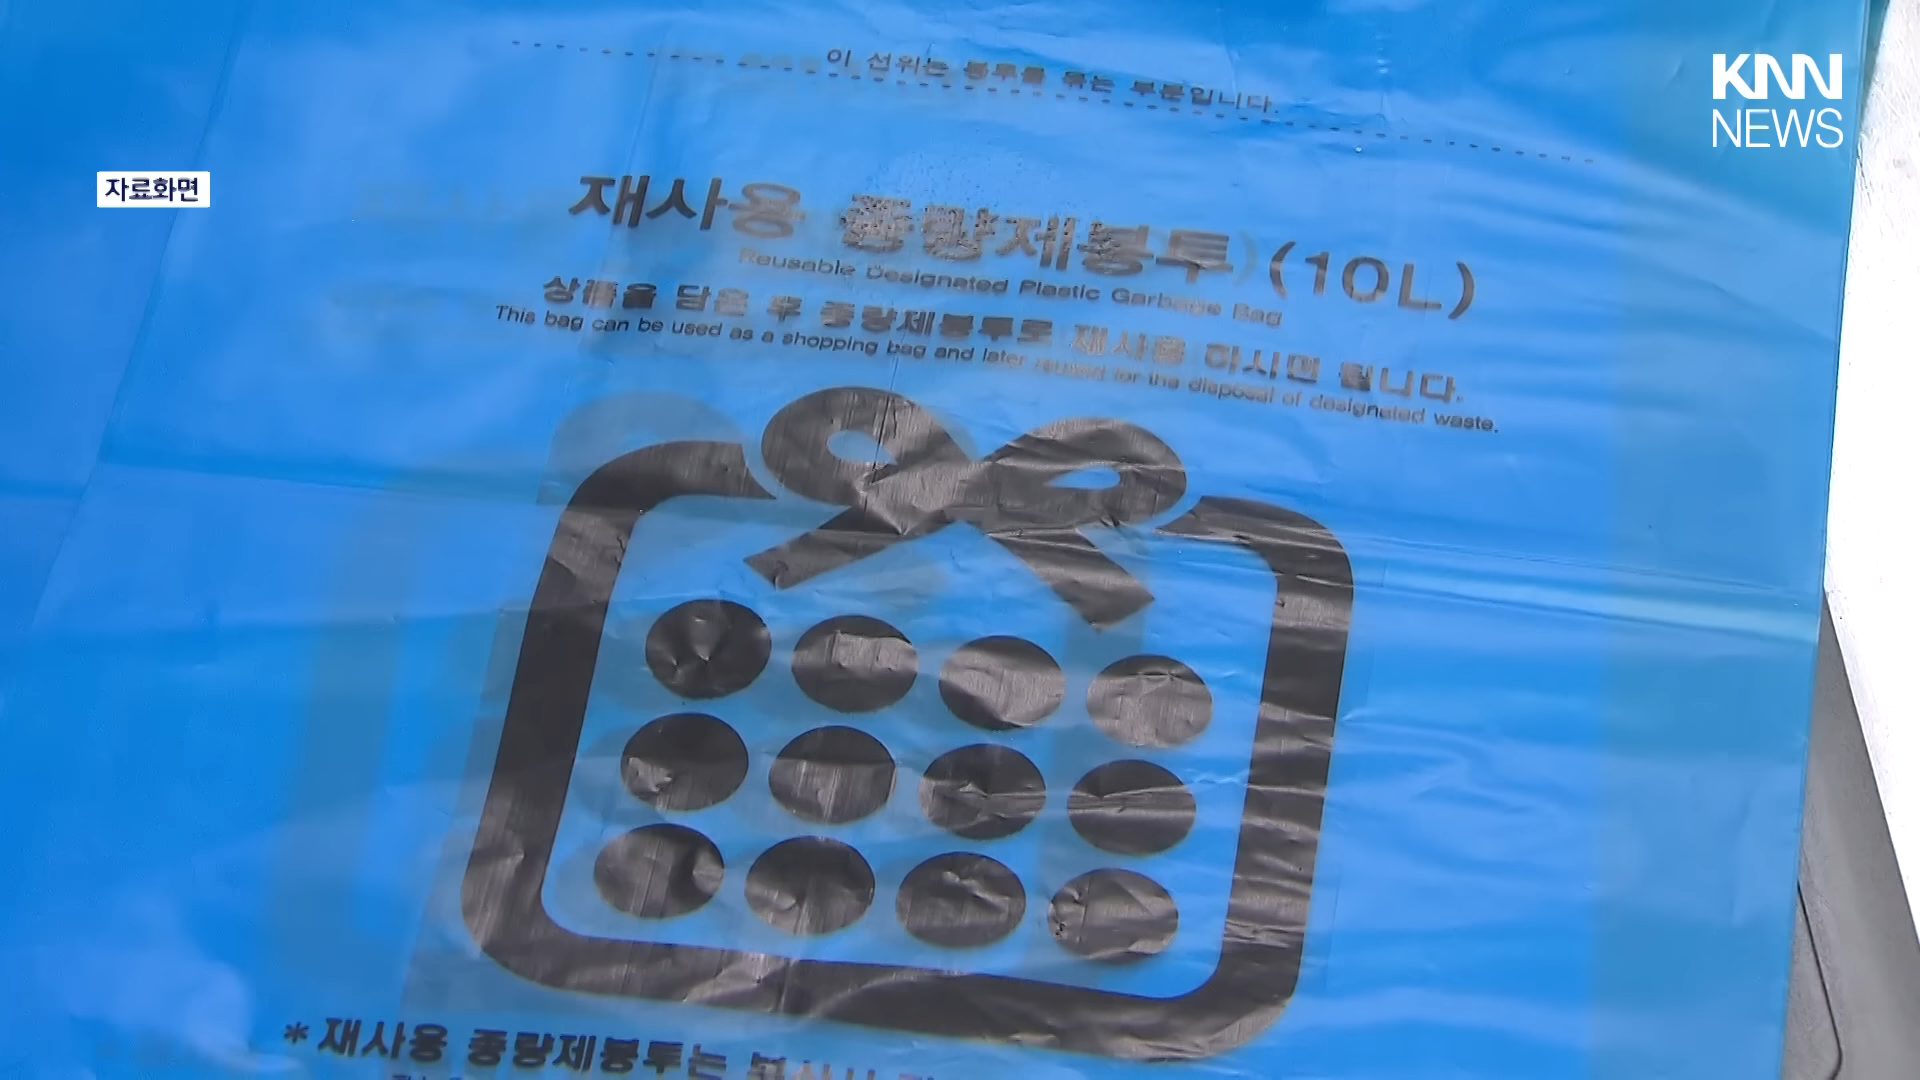 KNN
NEWS
자료화면
이 선위는 봉투를 묶는 부분입니다.
재사용 종량제봉투 (10L)
Reusable Designated Plastic Garbage Bag
상품을 담은 후 종량제봉투로 재사용 하시면 됩니다.
This bag can be used as a shopping bag and later reused for the disposal of designated waste.
* 재사용 종량제봉투는